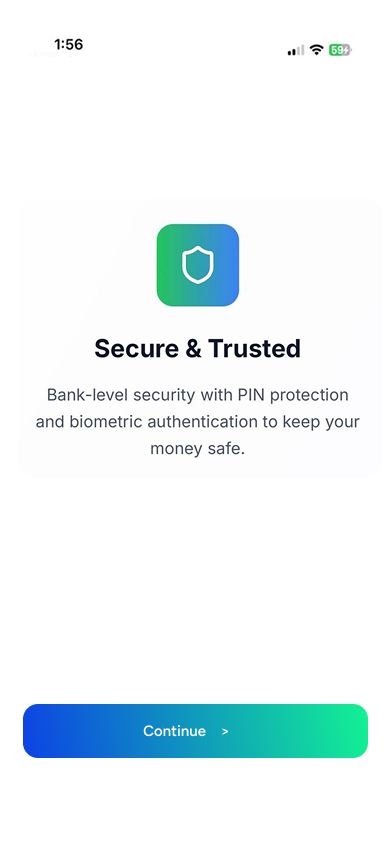 1:56
59
Secure & Trusted
Bank-level security with PIN protection
and biometric authentication to keep your
money safe.
Continue >